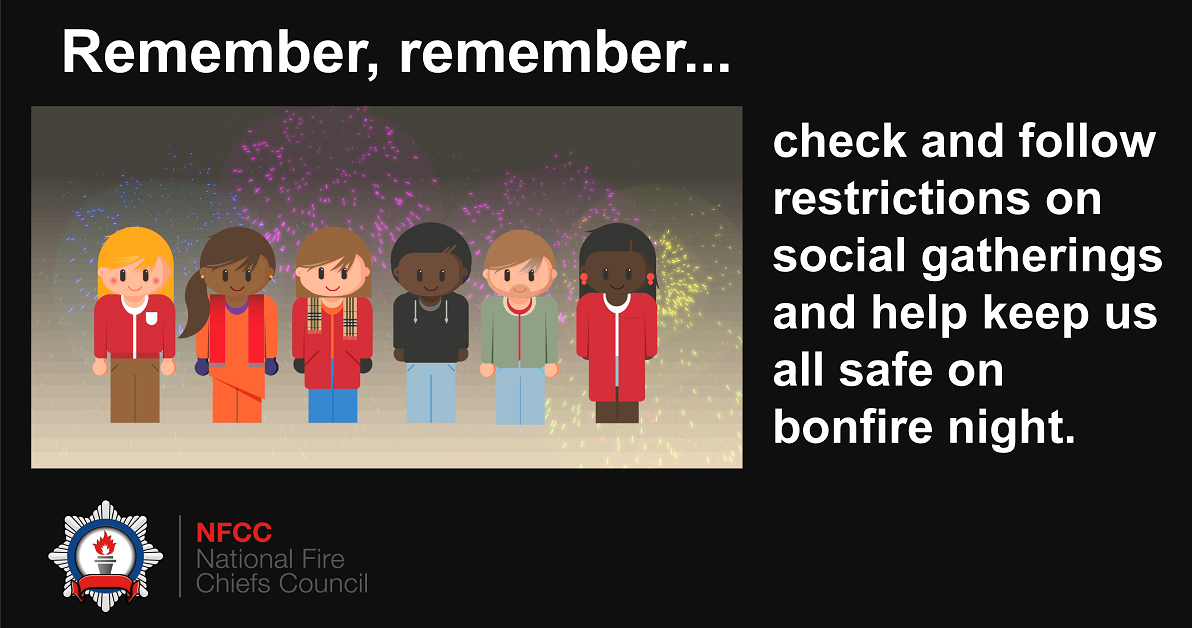 Remember, remember...
check and follow
restrictions on
social gatherings
and help keep us
all safe on
bonfire night.
NFCC
National Fire
Chiefs Council